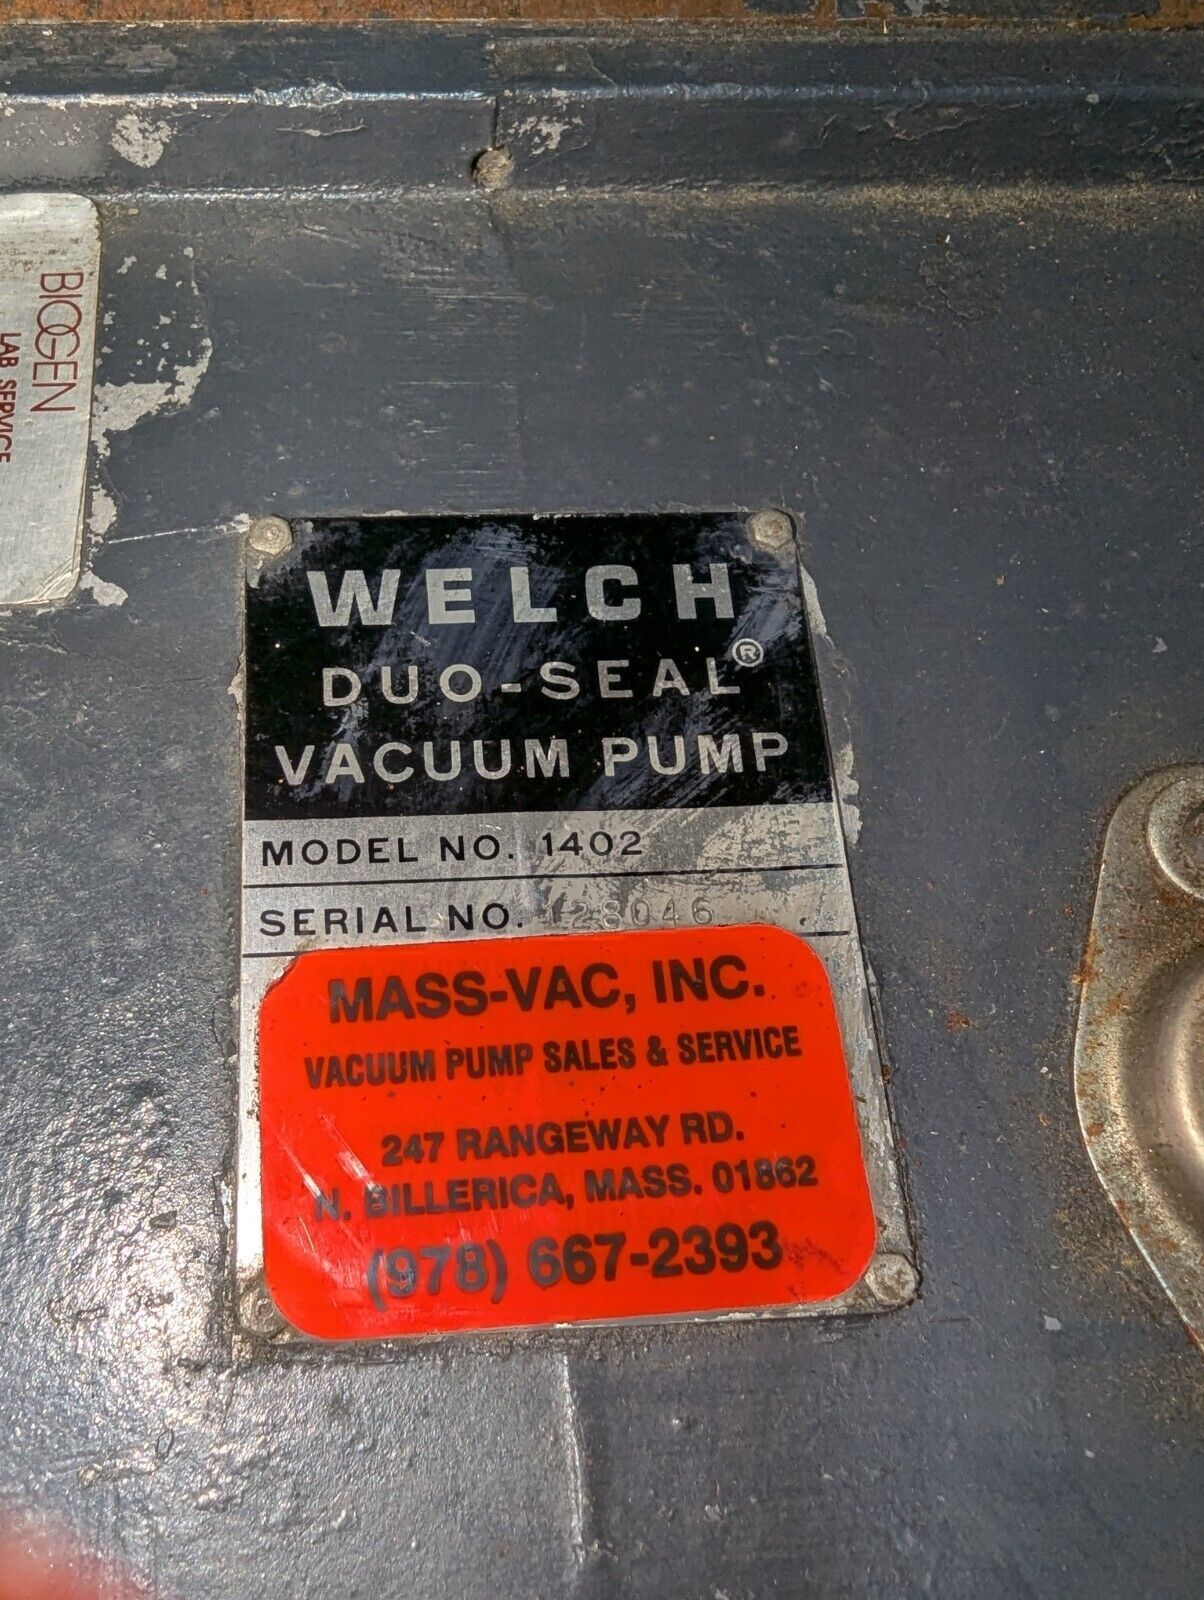 BIOGEN
LAB SERVICE
WELCH
DUO-SEAL®
VACUUM PUMP
MODEL NO. 1402
SERIAL NO. 128046
MASS-VAC, INC.
VACUUM PUMP SALES & SERVICE
247 RANGEWAY RD.
N. BILLERICA, MASS. 01862
(978) 667-2393